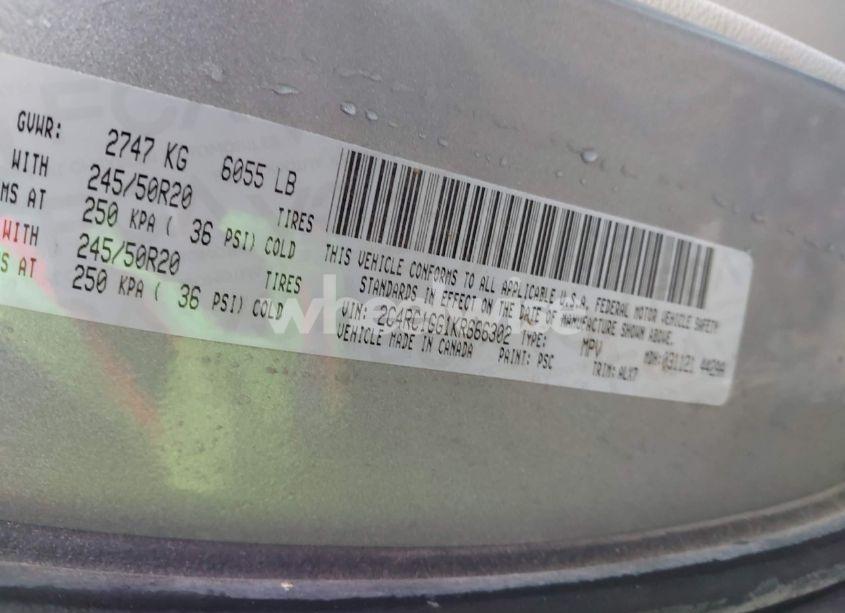 GVWR: 2747 KG 6055 LB
WITH 245/50R20 TIRES
MS AT 250 KPA ( 36 PSI) COLD
WITH 245/50R20 TIRES
S AT 250 KPA ( 36 PSI) COLD
THIS VEHICLE CONFORMS TO ALL APPLICABLE U.S.A. FEDERAL MOTOR VEHICLE SAFETY
STANDARDS IN EFFECT ON THE DATE OF MANUFACTURE SHOWN ABOVE.
VIN: 2C4RC1GG1KR366302 TYPE: MPV
VEHICLE MADE IN CANADA PAINT: PSC TRIM: ALX7